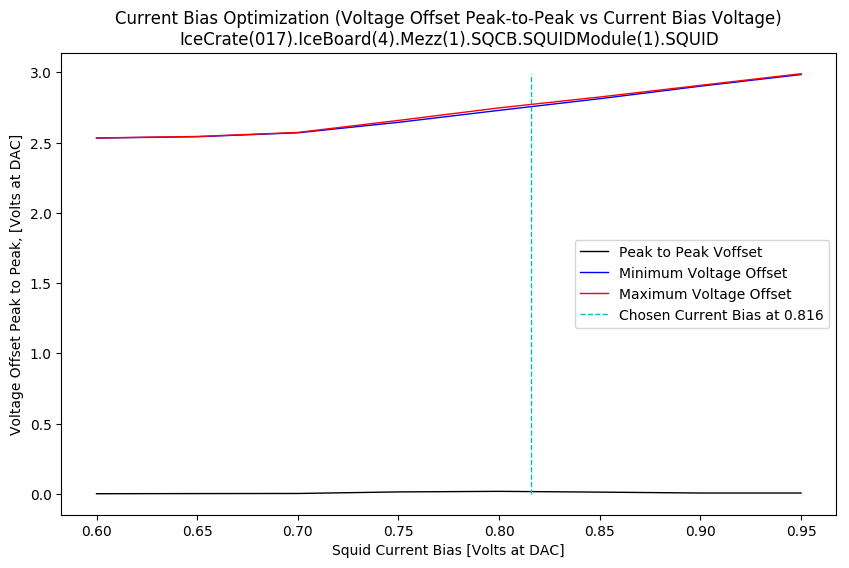 Current Bias Optimization (Voltage Offset Peak-to-Peak vs Current Bias Voltage)
IceCrate(017).IceBoard(4).Mezz(1).SQCB.SQUIDModule(1).SQUID
Voltage Offset Peak to Peak, [Volts at DAC]
3.0
2.5
2.0
1.5
1.0
0.5
0.0
Peak to Peak Voffset
Minimum Voltage Offset
Maximum Voltage Offset
Chosen Current Bias at 0.816
0.60 0.65 0.70 0.75 0.80 0.85 0.90 0.95
Squid Current Bias [Volts at DAC]